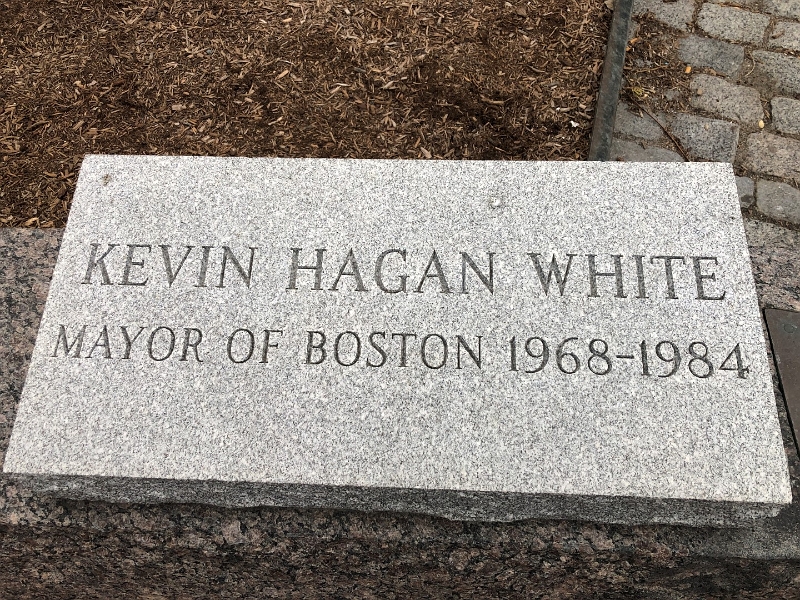 KEVIN HAGAN WHITE
MAYOR OF BOSTON 1968-1984